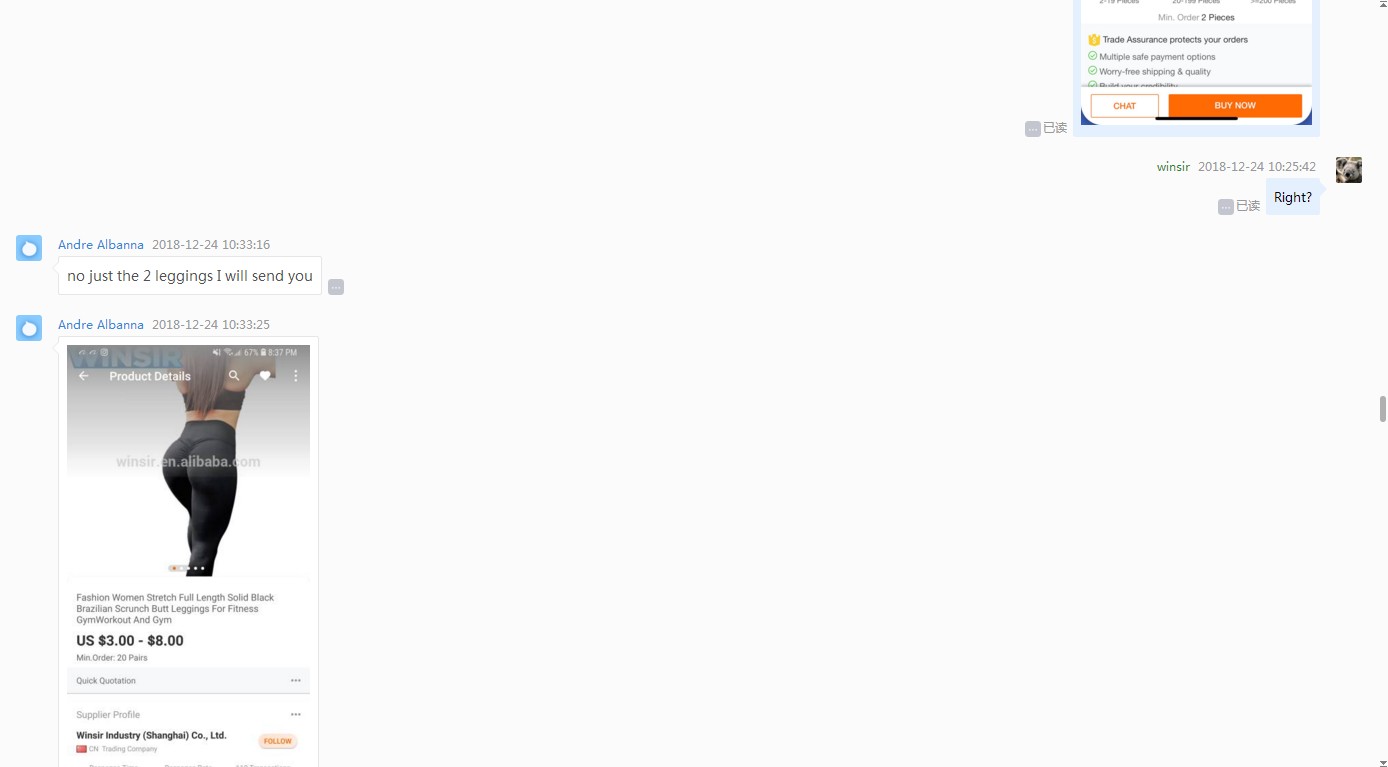 2-19 Pieces 20-199 Pieces >=200 Pieces
Min. Order 2 Pieces
Trade Assurance protects your orders
Multiple safe payment options
Worry-free shipping & quality
Build your credibility
CHAT BUY NOW
已读
winsir 2018-12-24 10:25:42
Right?
已读
Andre Albanna 2018-12-24 10:33:16
no just the 2 leggings I will send you
Andre Albanna 2018-12-24 10:33:25
WINSIR
67% 8:37 PM
Product Details
winsir.en.alibaba.com
Fashion Women Stretch Full Length Solid Black
Brazilian Scrunch Butt Leggings For Fitness
GymWorkout And Gym
US $3.00 - $8.00
Min.Order: 20 Pairs
Quick Quotation
Supplier Profile
Winsir Industry (Shanghai) Co., Ltd.
FOLLOW
CN Trading Company